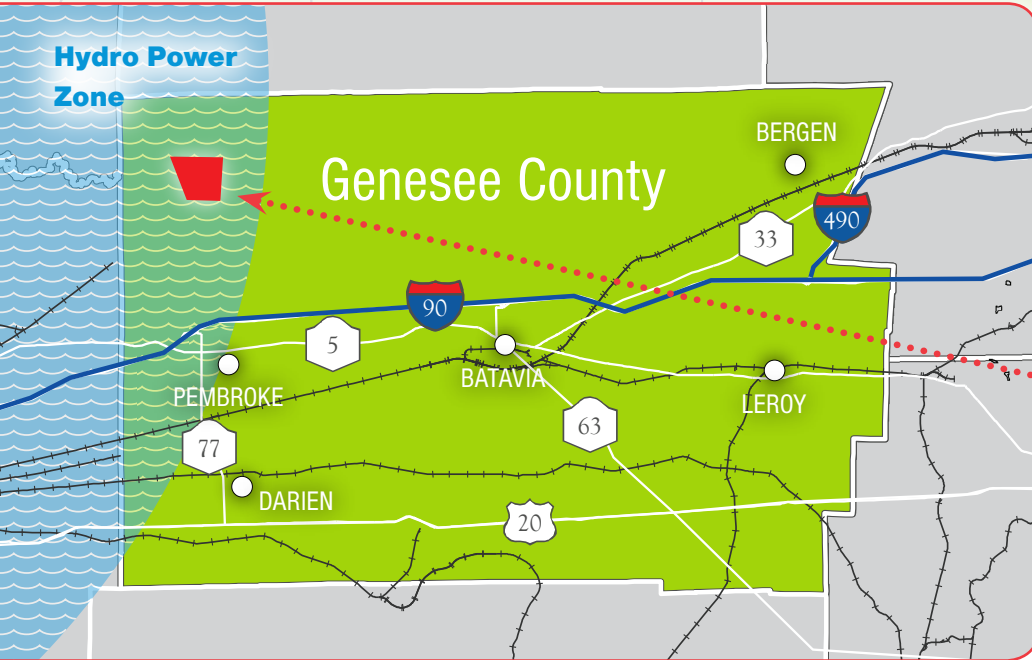 Hydro Power
Zone
BERGEN
Genesee County
490
33
90
5
BATAVIA
PEMBROKE
LEROY
63
77
DARIEN
20